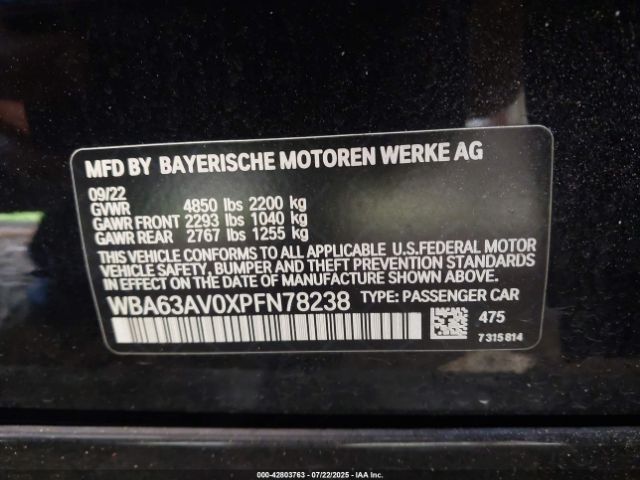 MFD BY BAYERISCHE MOTOREN WERKE AG
09/22
GVWR 4850 lbs 2200 kg
GAWR FRONT 2293 lbs 1040 kg
GAWR REAR 2767 lbs 1255 kg
THIS VEHICLE CONFORMS TO ALL APPLICABLE U.S.FEDERAL MOTOR
VEHICLE SAFETY, BUMPER AND THEFT PREVENTION STANDARDS
IN EFFECT ON THE DATE OF MANUFACTURE SHOWN ABOVE.
WBA63AV0XPFN78238 TYPE: PASSENGER CAR
475
7315814
000-42803763 - 07/22/2025 - IAA Inc.